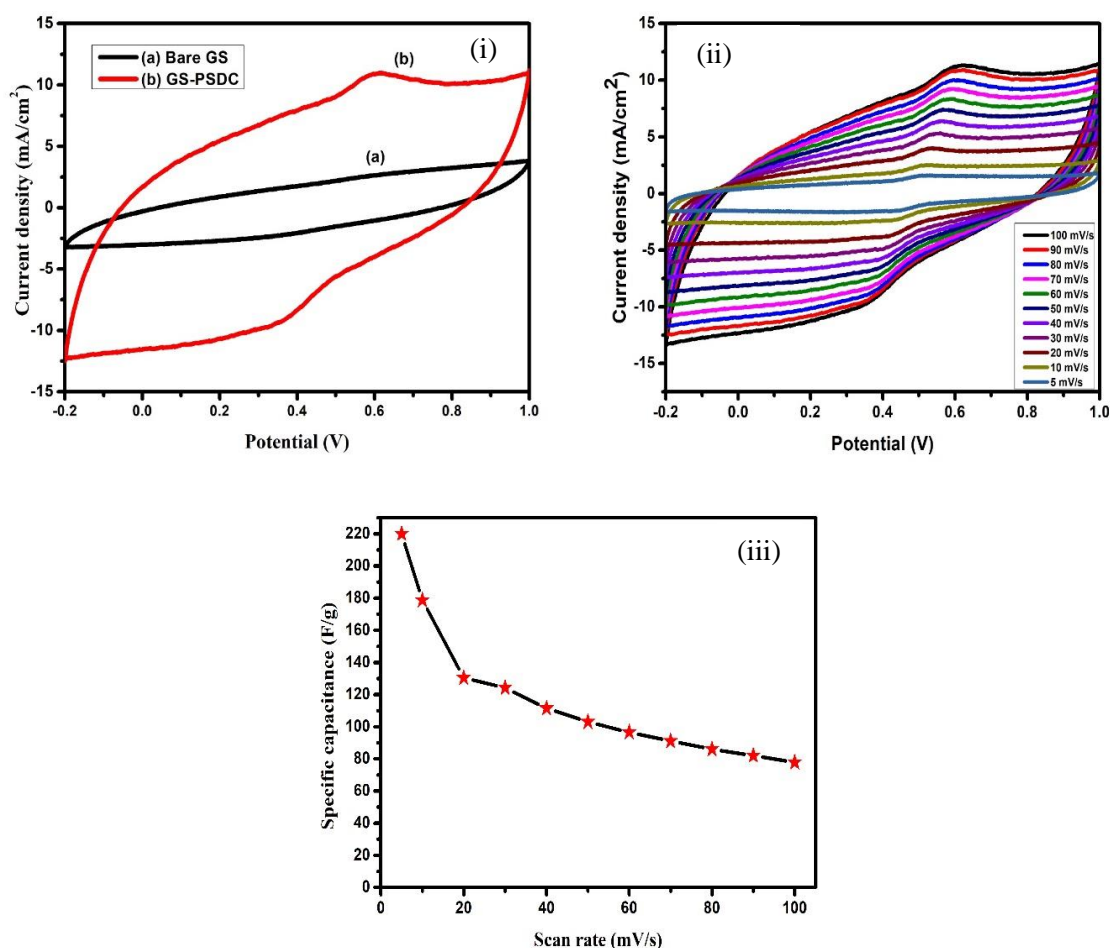 (i)
(a) Bare GS
(b) GS-PSDC
(b)
(a)
Current density (mA/cm²)
15
10
5
0
-5
-10
-15
-0.2 0.0 0.2 0.4 0.6 0.8 1.0
Potential (V)
(ii)
Current density (mA/cm²)
15
10
5
0
-5
-10
-15
100 mV/s
90 mV/s
80 mV/s
70 mV/s
60 mV/s
50 mV/s
40 mV/s
30 mV/s
20 mV/s
10 mV/s
5 mV/s
-0.2 0.0 0.2 0.4 0.6 0.8 1.0
Potential (V)
(iii)
Specific capacitance (F/g)
220
200
180
160
140
120
100
80
60
40
20
0
0 20 40 60 80 100
Scan rate (mV/s)